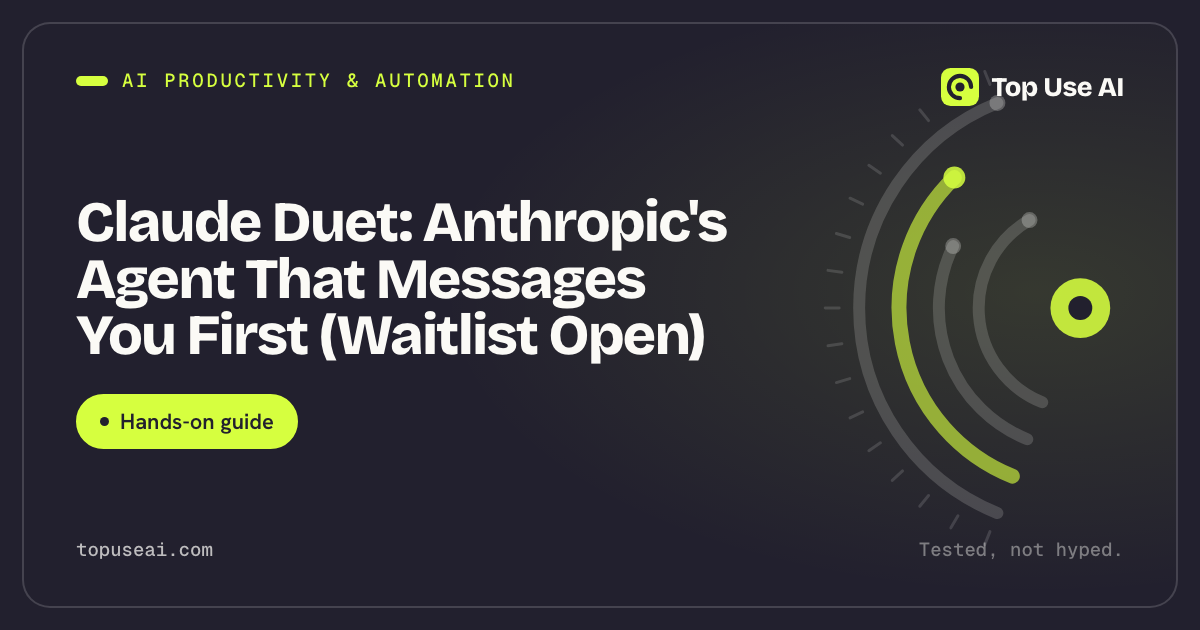 AI PRODUCTIVITY & AUTOMATION
Top Use AI
Claude Duet: Anthropic's
Agent That Messages
You First (Waitlist Open)
Hands-on guide
topuseai.com
Tested, not hyped.